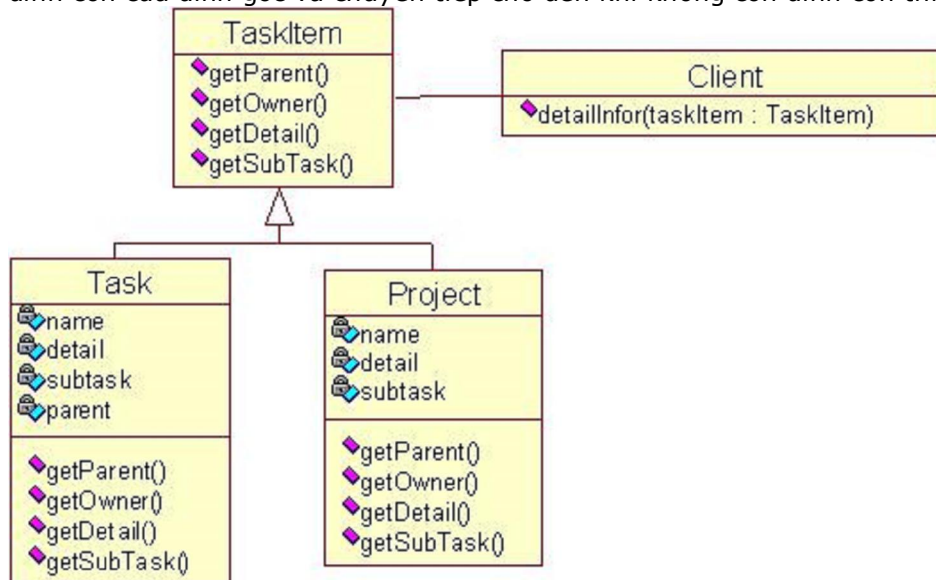 TaskItem
getParent()
getOwner()
getDetail()
getSubTask()
Client
detailInfor(taskItem : TaskItem)
Task
name
detail
subtask
parent
getParent()
getOwner()
getDetail()
getSubTask()
Project
name
detail
subtask
getParent()
getOwner()
getDetail()
getSubTask()